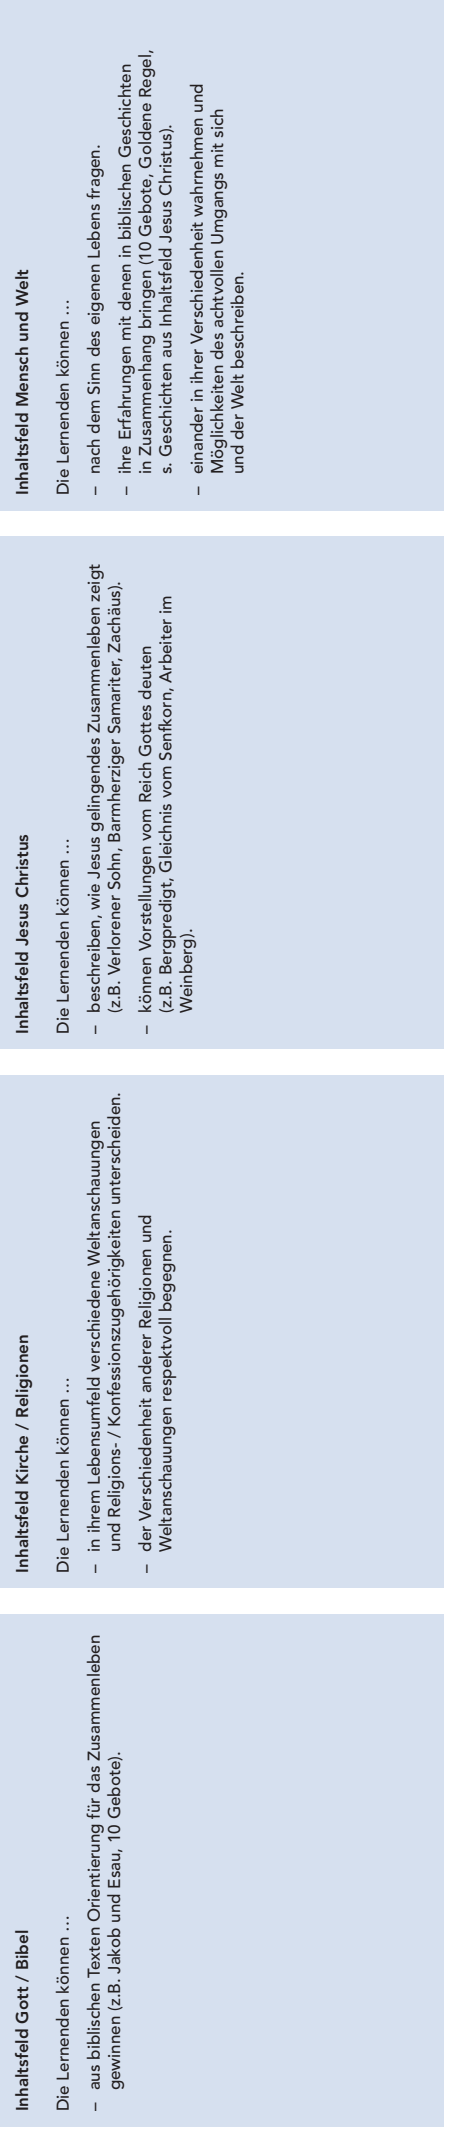 Inhaltsfeld Gott / Bibel
Die Lernenden können …
– aus biblischen Texten Orientierung für das Zusammenleben
gewinnen (z.B. Jakob und Esau, 10 Gebote).
Inhaltsfeld Kirche / Religionen
Die Lernenden können …
– in ihrem Lebensumfeld verschiedene Weltanschauungen
und Religions- / Konfessionszugehörigkeiten unterscheiden.
– der Verschiedenheit anderer Religionen und
Weltanschauungen respektvoll begegnen.
Inhaltsfeld Jesus Christus
Die Lernenden können …
– beschreiben, wie Jesus gelingendes Zusammenleben zeigt
(z.B. Verlorener Sohn, Barmherziger Samariter, Zachäus).
– können Vorstellungen vom Reich Gottes deuten
(z.B. Bergpredigt, Gleichnis vom Senfkorn, Arbeiter im
Weinberg).
Inhaltsfeld Mensch und Welt
Die Lernenden können …
– nach dem Sinn des eigenen Lebens fragen.
– ihre Erfahrungen mit denen in biblischen Geschichten
in Zusammenhang bringen (10 Gebote, Goldene Regel,
s. Geschichten aus Inhaltsfeld Jesus Christus).
– einander in ihrer Verschiedenheit wahrnehmen und
Möglichkeiten des achtvollen Umgangs mit sich
und der Welt beschreiben.